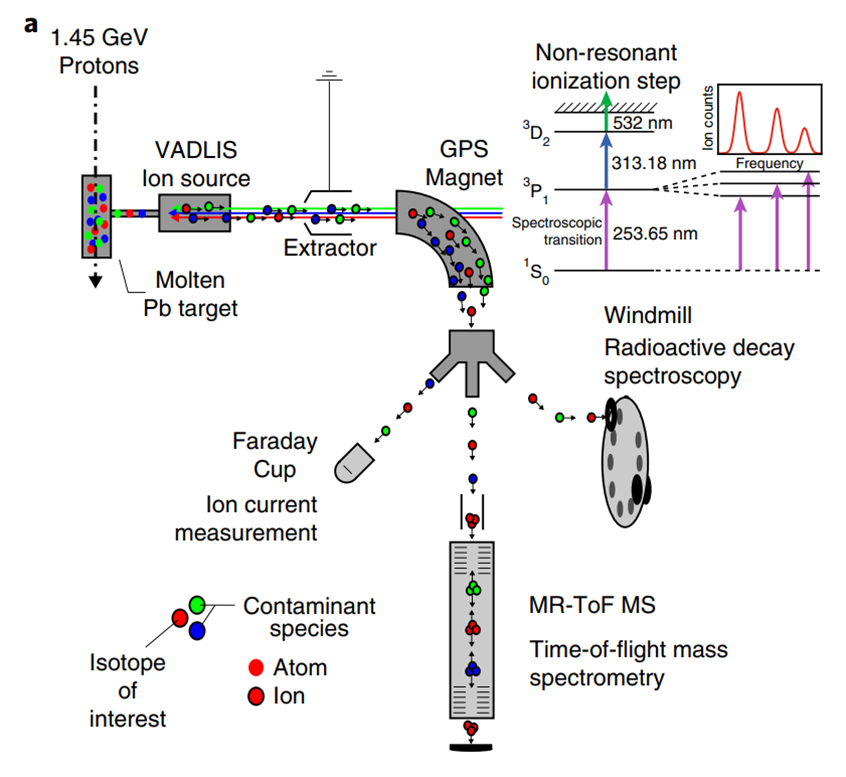 a
1.45 GeV
Protons
VADLIS
Ion source
Extractor
GPS
Magnet
Molten
Pb target
Non-resonant
ionization step
³D₂
532 nm
313.18 nm
³P₁
Spectroscopic
transition
253.65 nm
¹S₀
Ion counts
Frequency
Windmill
Radioactive decay
spectroscopy
Faraday
Cup
Ion current
measurement
MR-ToF MS
Time-of-flight mass
spectrometry
Contaminant
species
Isotope
of
interest
Atom
Ion